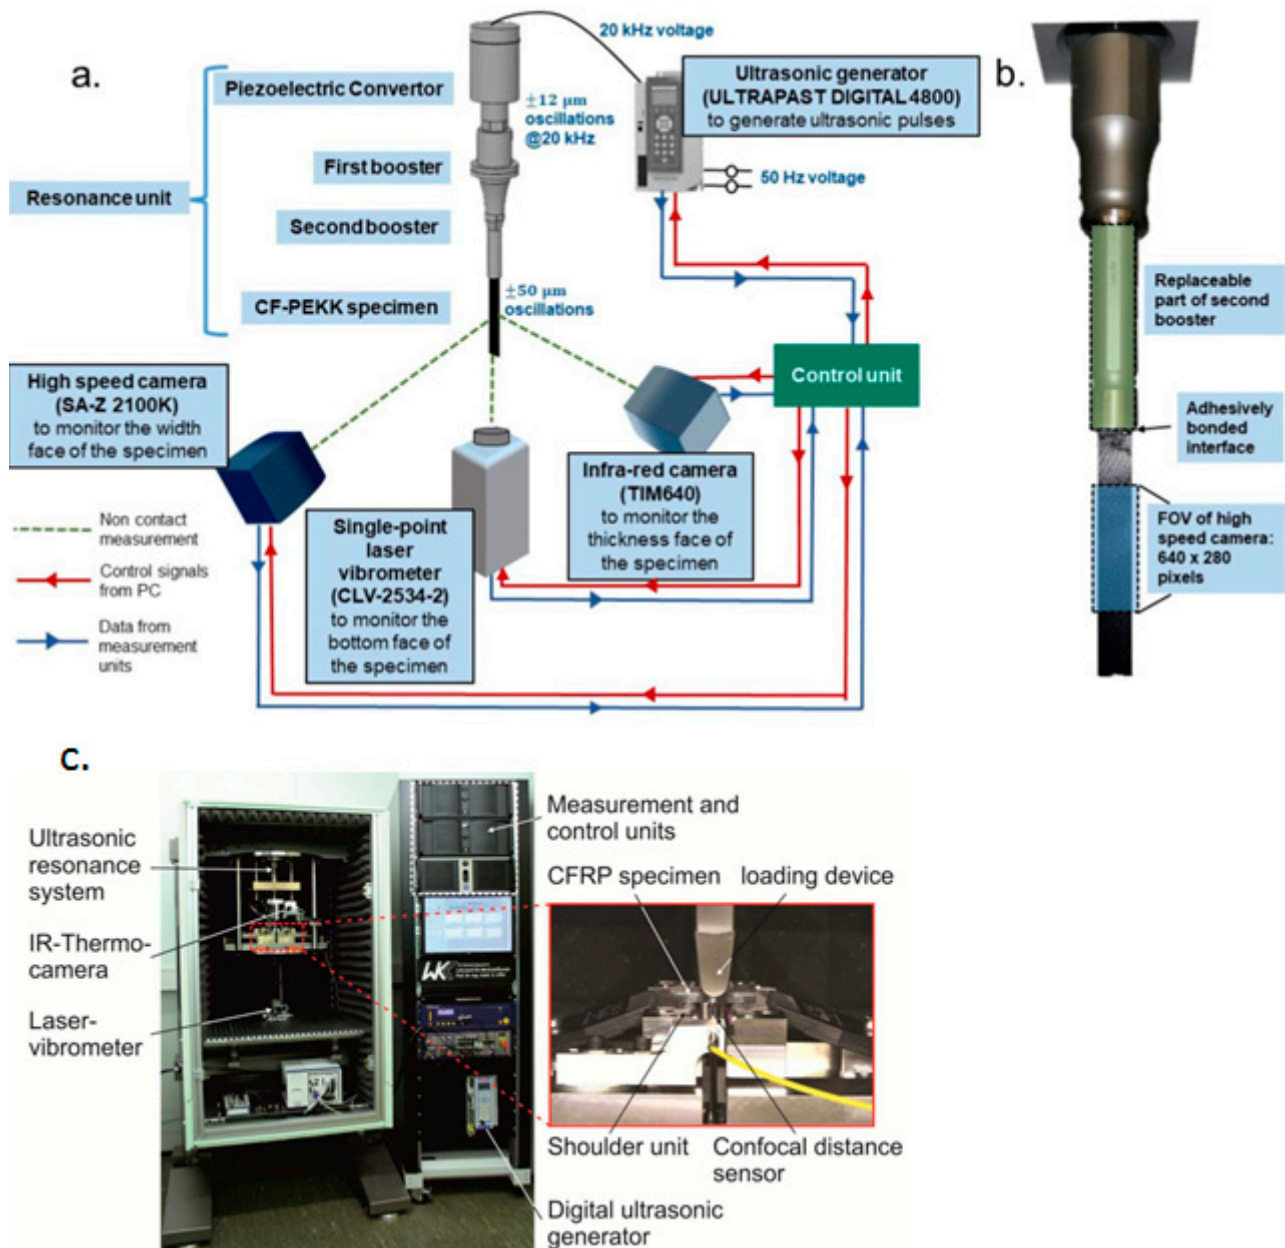 a.
20 kHz voltage
Piezoelectric Convertor
±12 µm
oscillations
@20 kHz
Ultrasonic generator
(ULTRAPAST DIGITAL 4800)
to generate ultrasonic pulses
First booster
50 Hz voltage
Resonance unit
Second booster
CF-PEKK specimen
±50 µm
oscillations
High speed camera
(SA-Z 2100K)
to monitor the width
face of the specimen
Control unit
Infra-red camera
(TIM640)
to monitor the
thickness face of
the specimen
Single-point
laser
vibrometer
(CLV-2534-2)
to monitor the
bottom face of
the specimen
Non contact
measurement
Control signals
from PC
Data from
measurement
units
b.
Replaceable
part of second
booster
Adhesively
bonded
interface
FOV of high
speed camera:
640 x 280
pixels
c.
Ultrasonic
resonance
system
IR-Thermo-
camera
Laser-
vibrometer
Measurement and
control units
CFRP specimen
loading device
WK
Shoulder unit
Confocal distance
sensor
Digital ultrasonic
generator